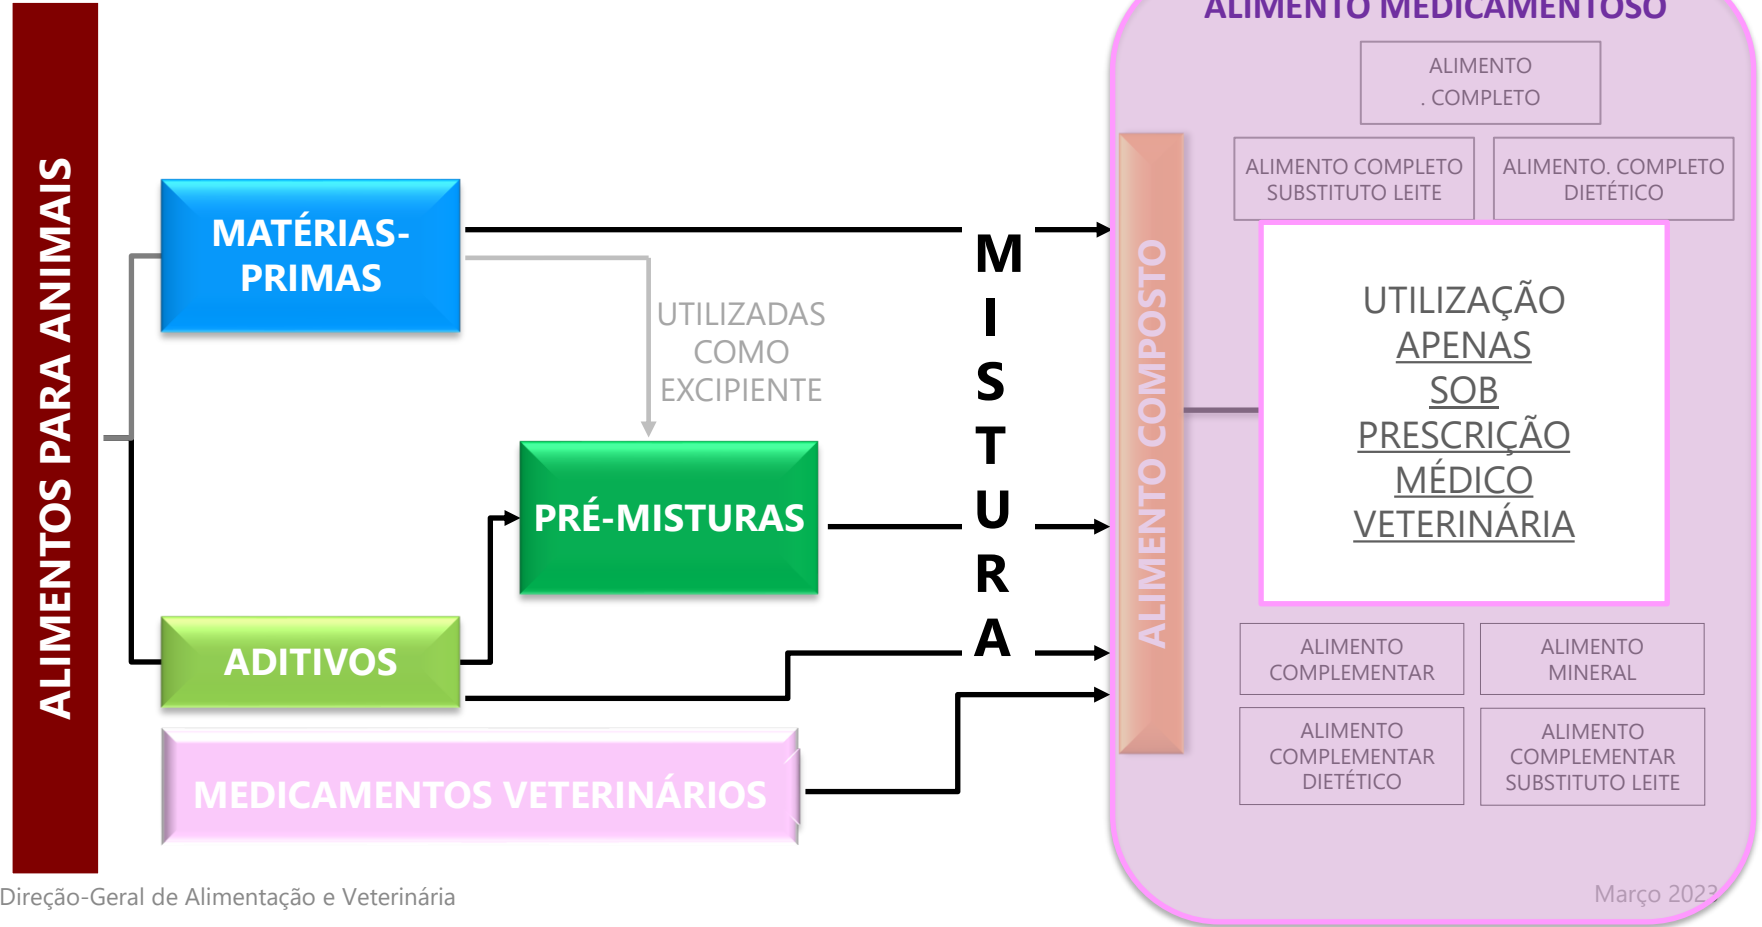 ALIMENTO MEDICAMENTOSO
ALIMENTOS PARA ANIMAIS
MATÉRIAS-
PRIMAS
UTILIZADAS
COMO
EXCIPIENTE
PRÉ-MISTURAS
ADITIVOS
MEDICAMENTOS VETERINÁRIOS
M
I
S
T
U
R
A
ALIMENTO COMPOSTO
ALIMENTO
. COMPLETO
ALIMENTO COMPLETO
SUBSTITUTO LEITE
ALIMENTO. COMPLETO
DIETÉTICO
UTILIZAÇÃO
APENAS
SOB
PRESCRIÇÃO
MÉDICO
VETERINÁRIA
ALIMENTO
COMPLEMENTAR
ALIMENTO
MINERAL
ALIMENTO
COMPLEMENTAR
DIETÉTICO
ALIMENTO
COMPLEMENTAR
SUBSTITUTO LEITE
Direção-Geral de Alimentação e Veterinária
Março 2023